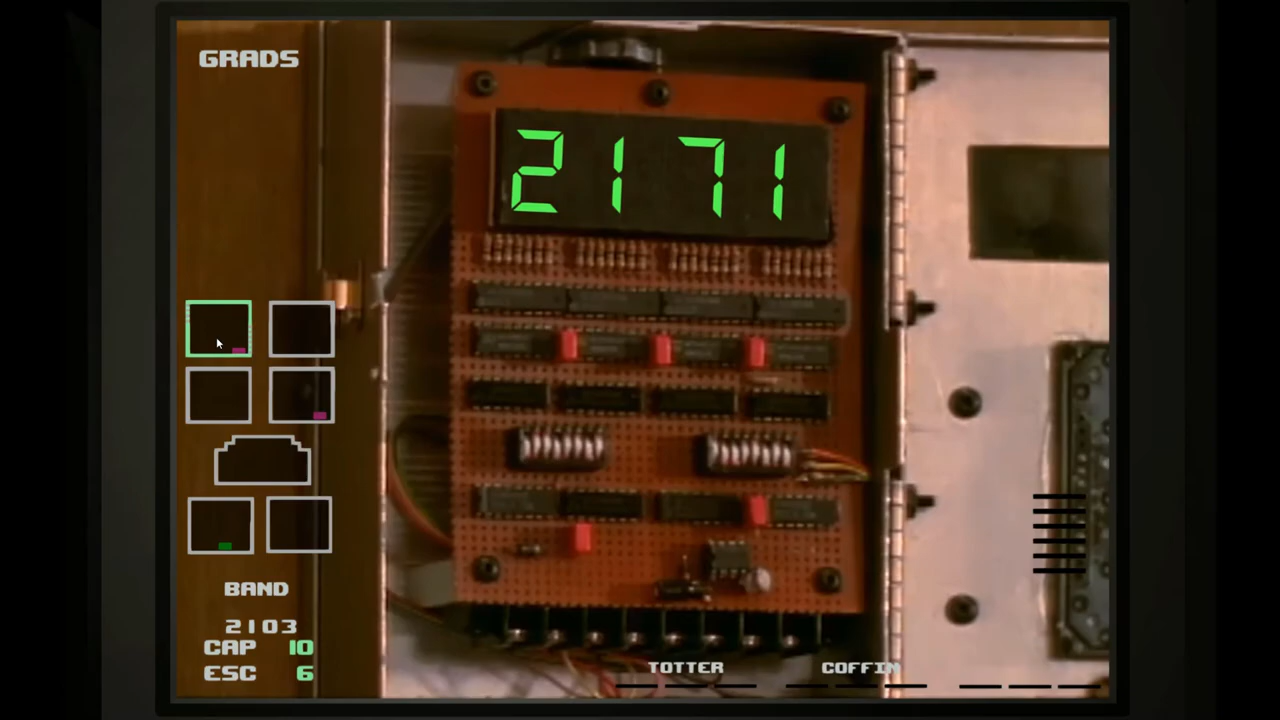 GRADS
2171
BAND
2103
CAP 10
ESC 6
TOTTER COFFIN